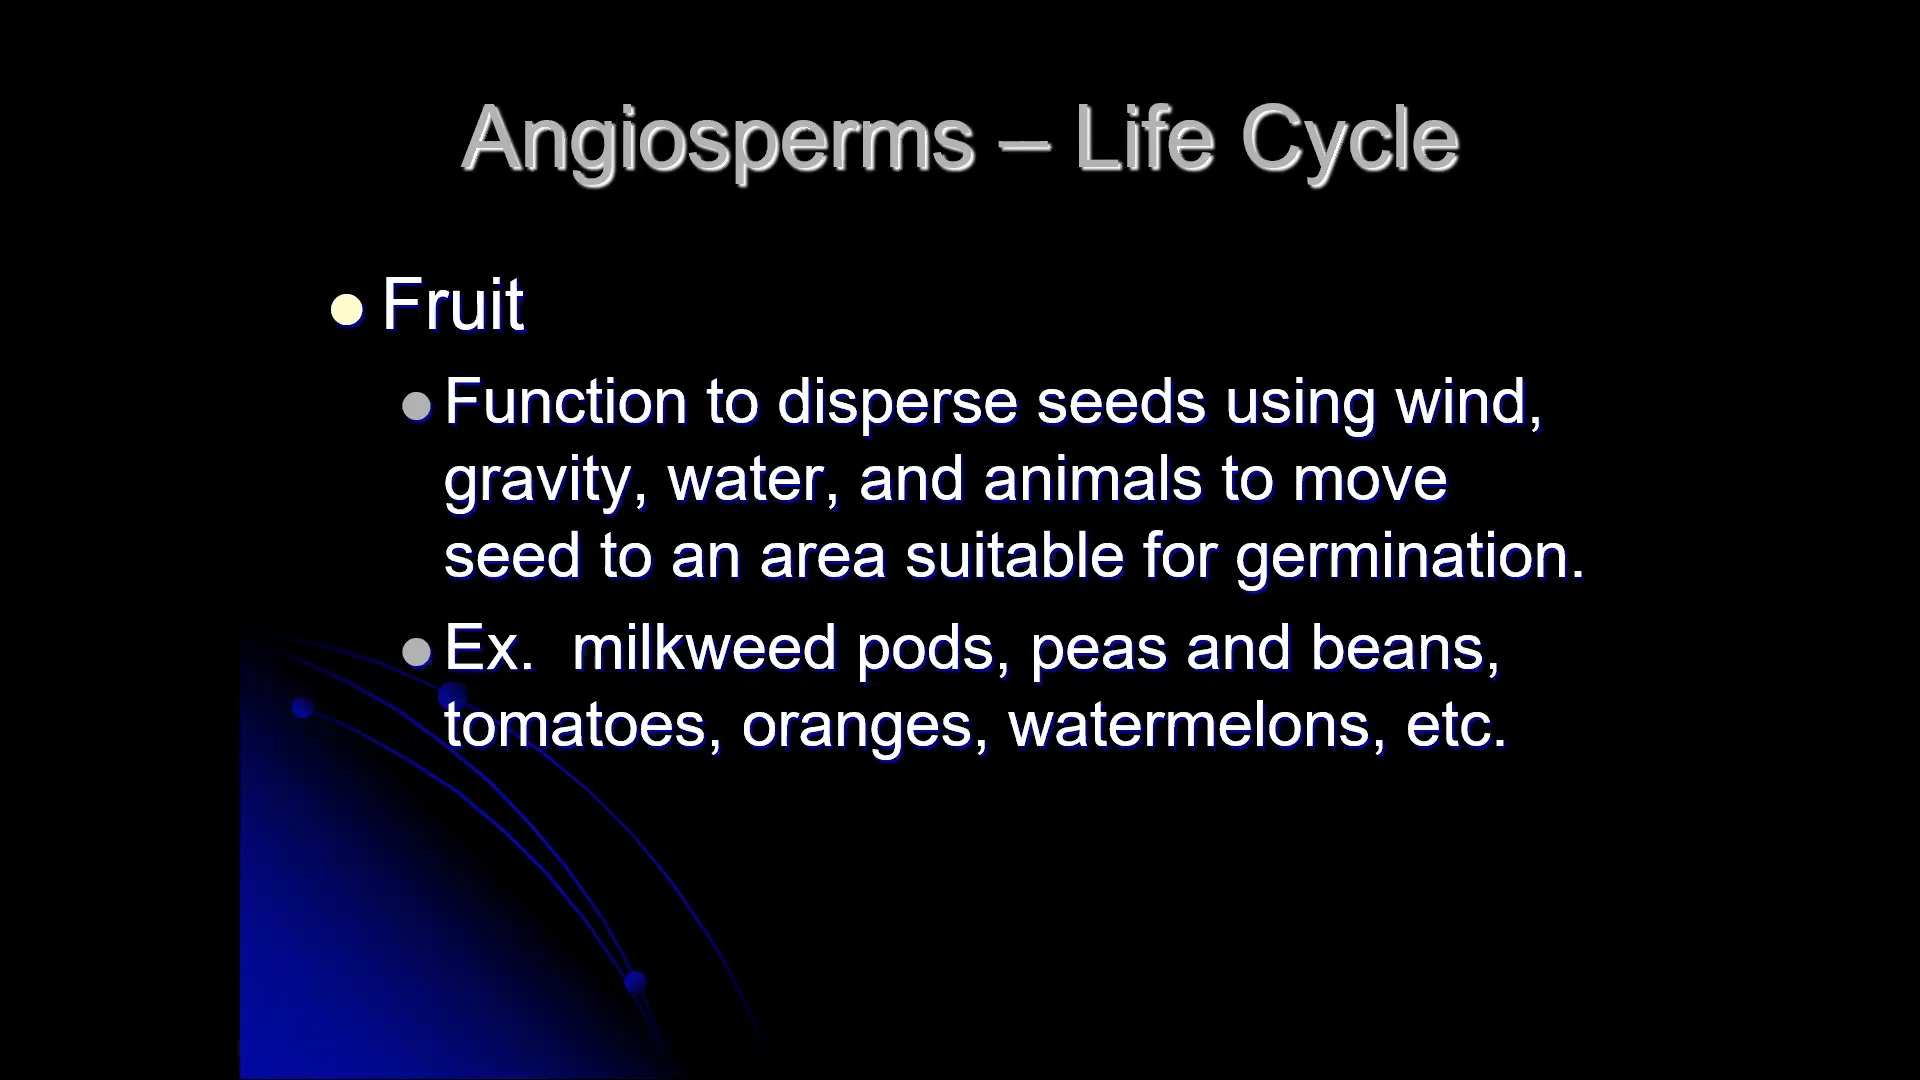 Angiosperms – Life Cycle
Fruit
Function to disperse seeds using wind,
gravity, water, and animals to move
seed to an area suitable for germination.
Ex.  milkweed pods, peas and beans,
tomatoes, oranges, watermelons, etc.